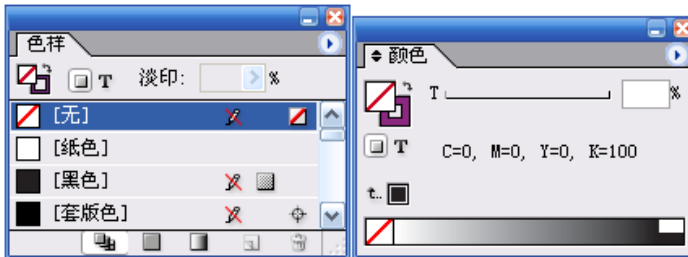 色样
T 淡印: %
[无]
[纸色]
[黑色]
[套版色]
颜色
T %
T C=0, M=0, Y=0, K=100
t..